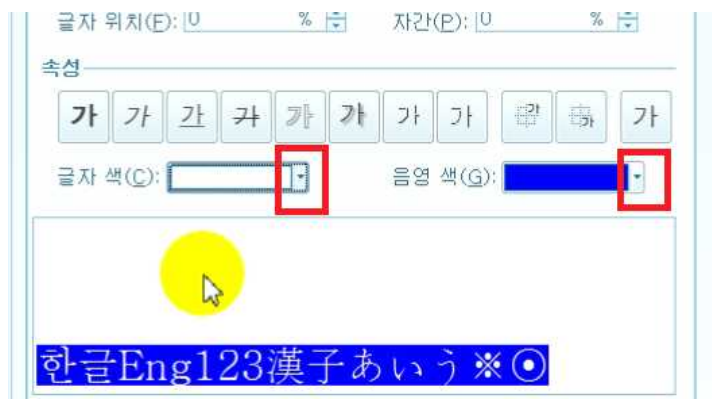 글자 위치(E): 0 % 자간(P): 0 %
속성
가 가 가 가 가 가 가 가 가 가 가
글자 색(C): 음영 색(G):
한글Eng123漢子あいう※⊙